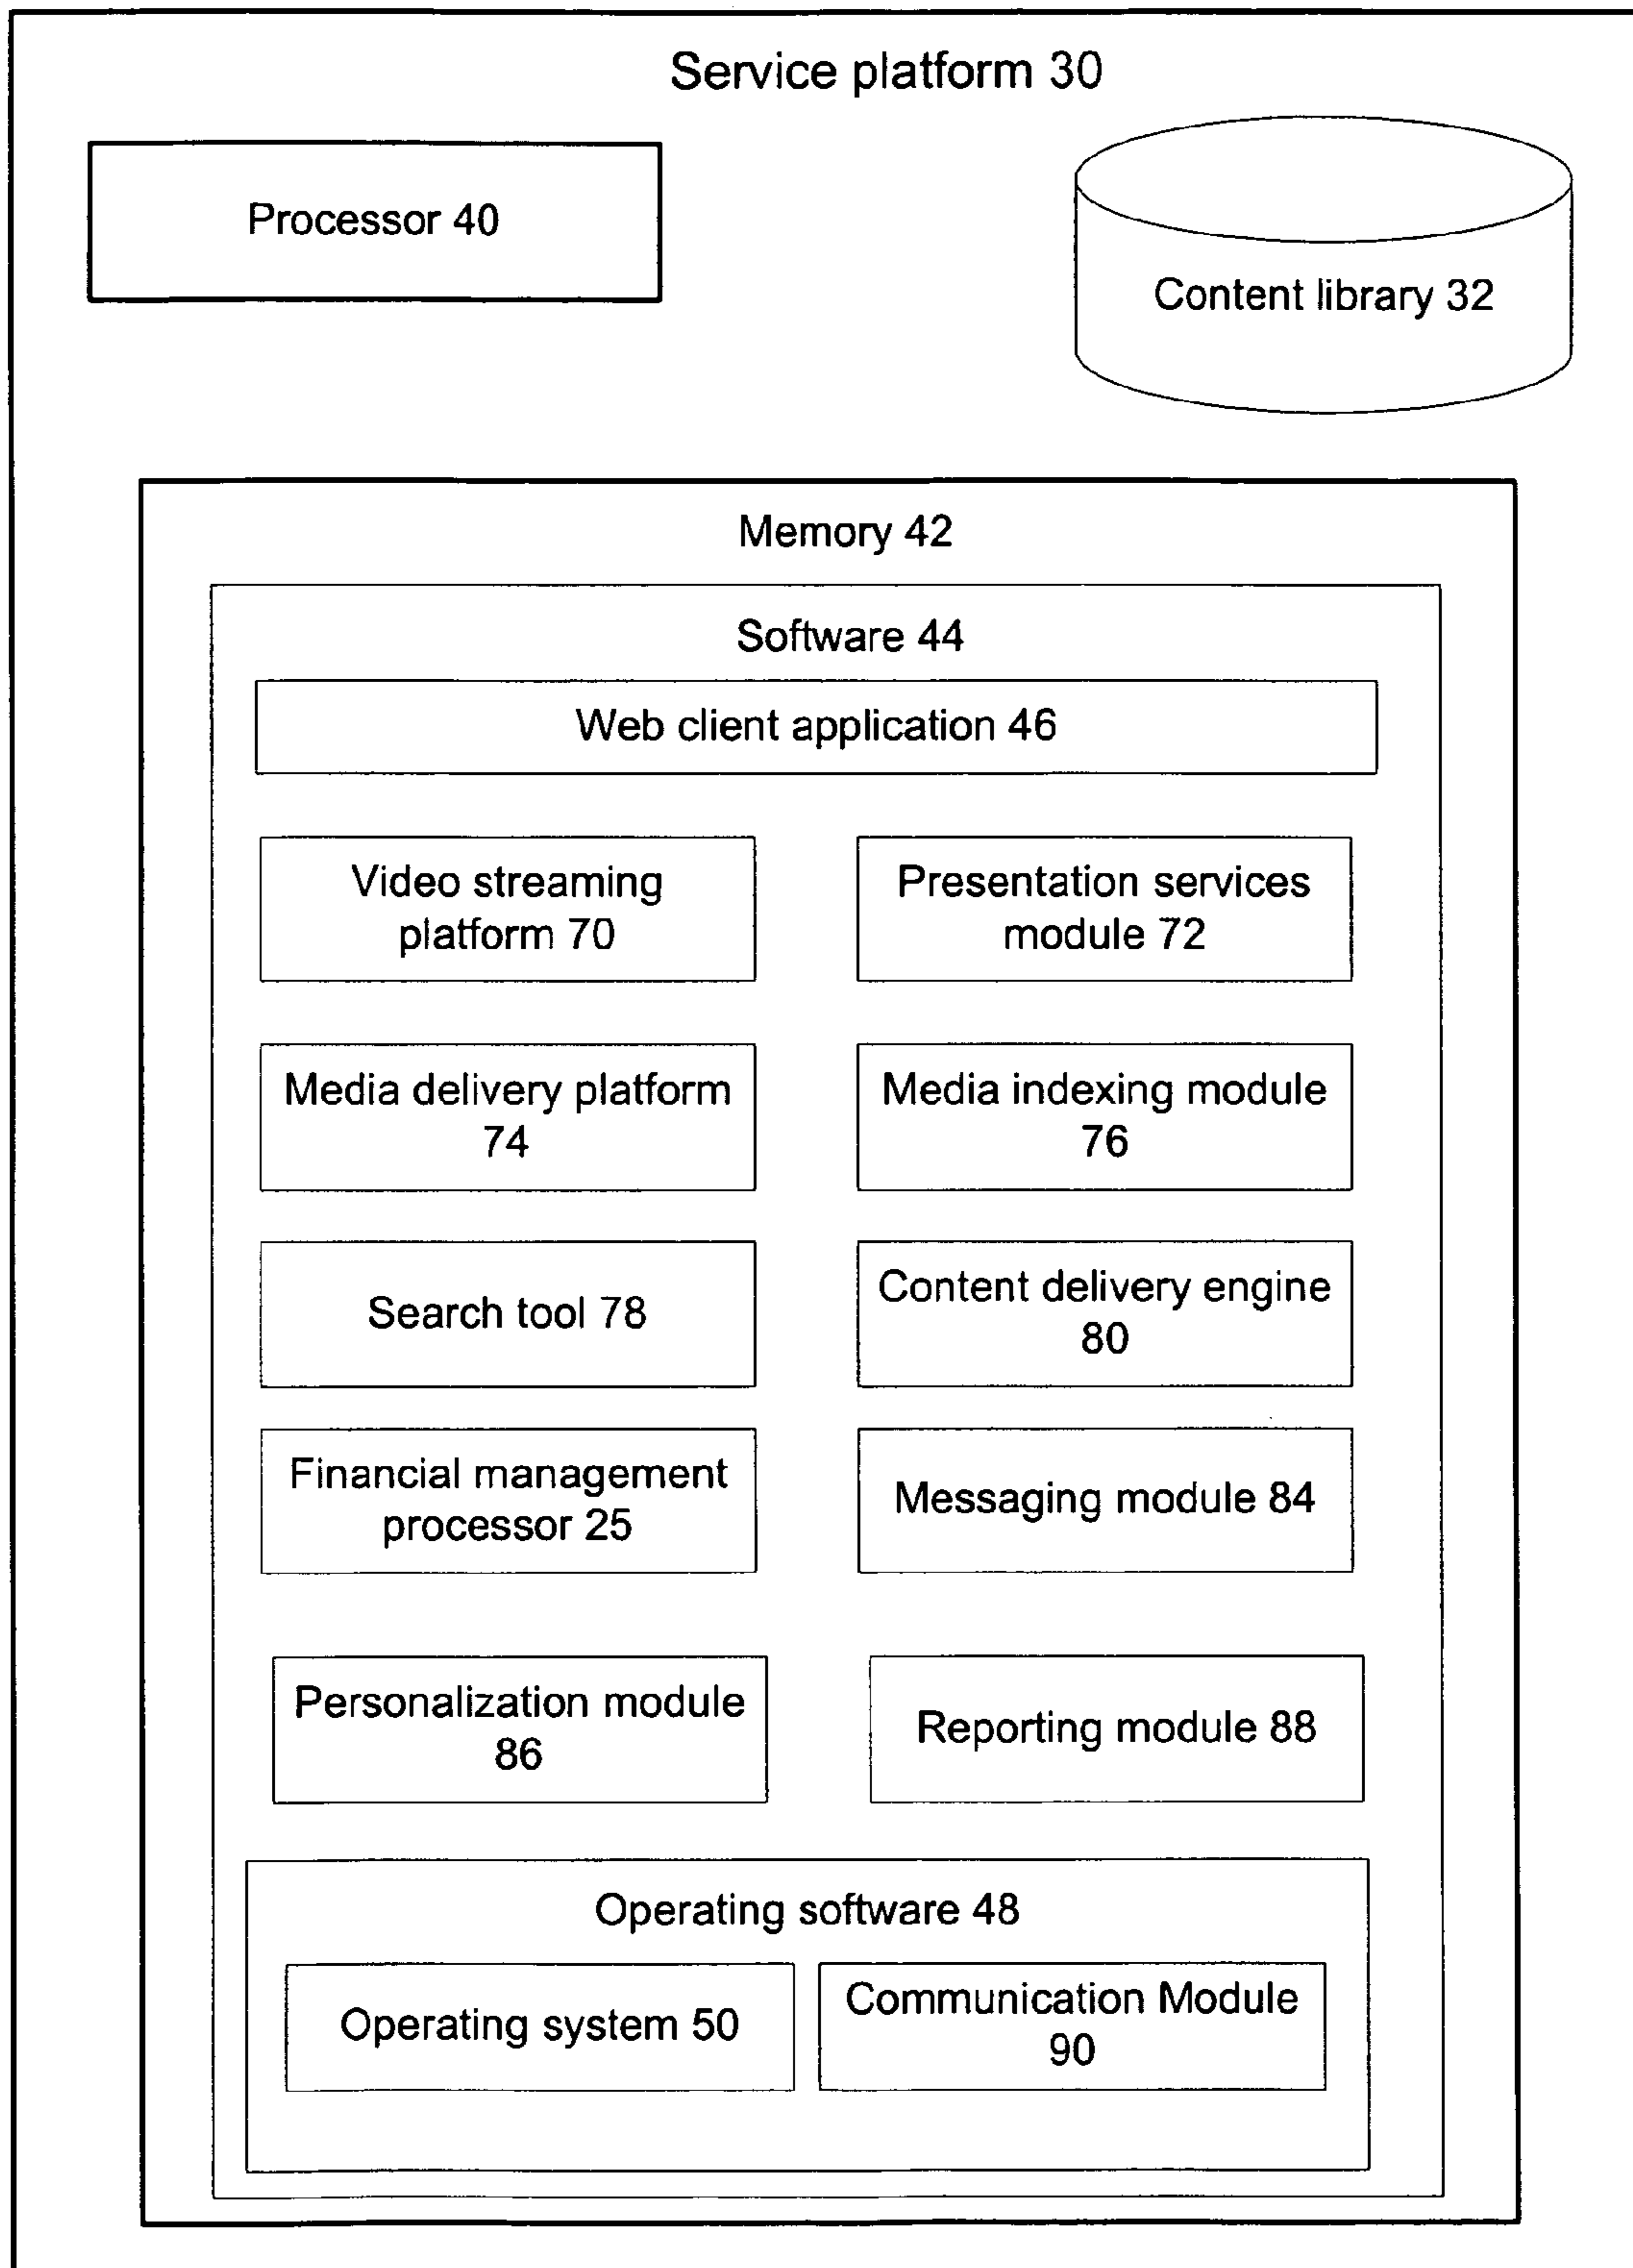 Service platform 30
Processor 40
Content library 32
Memory 42
Software 44
Web client application 46
Video streaming
platform 70
Presentation services
module 72
Media delivery platform
74
Media indexing module
76
Search tool 78
Content delivery engine
80
Financial management
processor 25
Messaging module 84
Personalization module
86
Reporting module 88
Operating software 48
Operating system 50
Communication Module
90